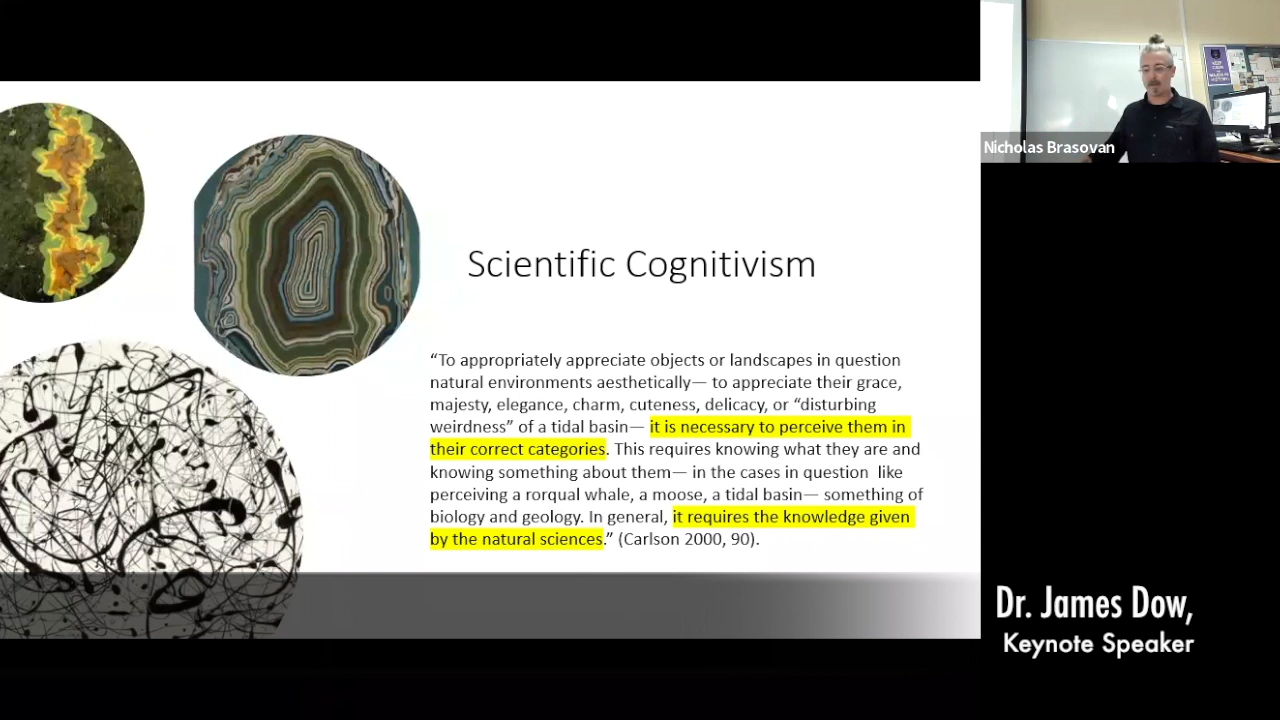 Nicholas Brasovan
Scientific Cognitivism
“To appropriately appreciate objects or landscapes in question
natural environments aesthetically— to appreciate their grace,
majesty, elegance, charm, cuteness, delicacy, or “disturbing
weirdness” of a tidal basin— it is necessary to perceive them in
their correct categories. This requires knowing what they are and
knowing something about them— in the cases in question like
perceiving a rorqual whale, a moose, a tidal basin— something of
biology and geology. In general, it requires the knowledge given
by the natural sciences.” (Carlson 2000, 90).
Dr. James Dow,
Keynote Speaker